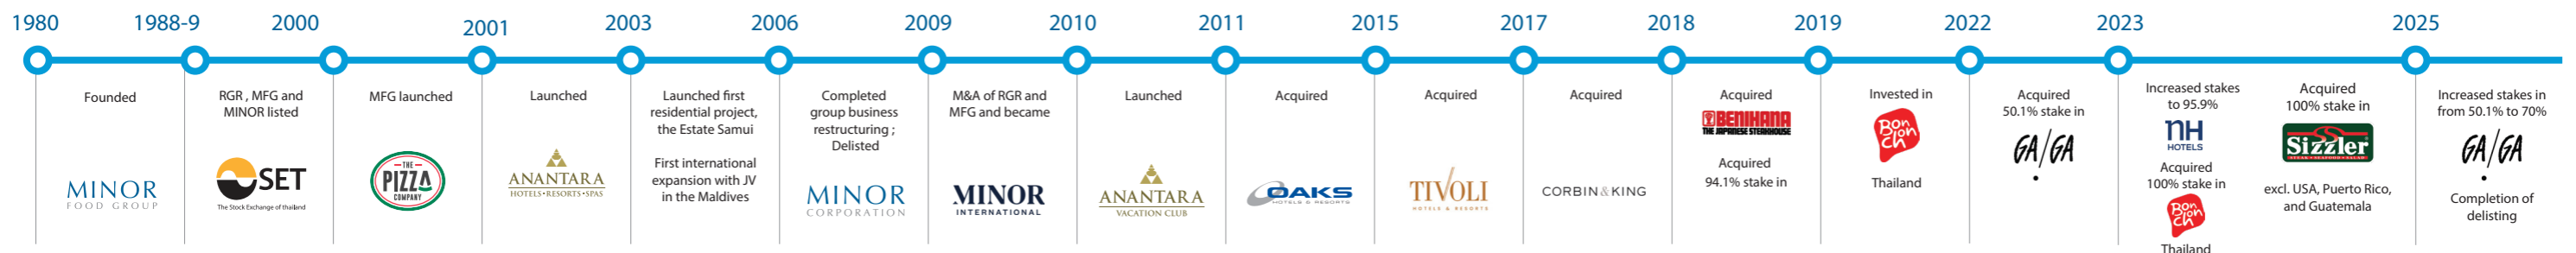 1980
1988-9
2000
2001
2003
2006
2009
2010
2011
2015
2017
2018
2019
2022
2023
2025
Founded
MINOR
FOOD GROUP
RGR , MFG and
MINOR listed
SET
The Stock Exchange of Thailand
MFG launched
THE
PIZZA
COMPANY
Launched
ANANTARA
HOTELS•RESORTS•SPAS
Launched first
residential project,
the Estate Samui
First international
expansion with JV
in the Maldives
Completed
group business
restructuring ;
Delisted
MINOR
CORPORATION
M&A of RGR and
MFG and became
MINOR
INTERNATIONAL
Launched
ANANTARA
VACATION CLUB
Acquired
OAKS
HOTELS & RESORTS
Acquired
TIVOLI
HOTELS & RESORTS
Acquired
CORBIN&KING
Acquired
BENIHANA
THE JAPANESE STEAKHOUSE
Acquired
94.1% stake in
Invested in
BonChon
Thailand
Acquired
50.1% stake in
GA/GA
Increased stakes
to 95.9%
nH
HOTELS
Acquired
100% stake in
BonChon
Thailand
Acquired
100% stake in
Sizzler
STEAK • SEAFOOD • SALAD
excl. USA, Puerto Rico,
and Guatemala
Increased stakes in
from 50.1% to 70%
GA/GA
Completion of
delisting